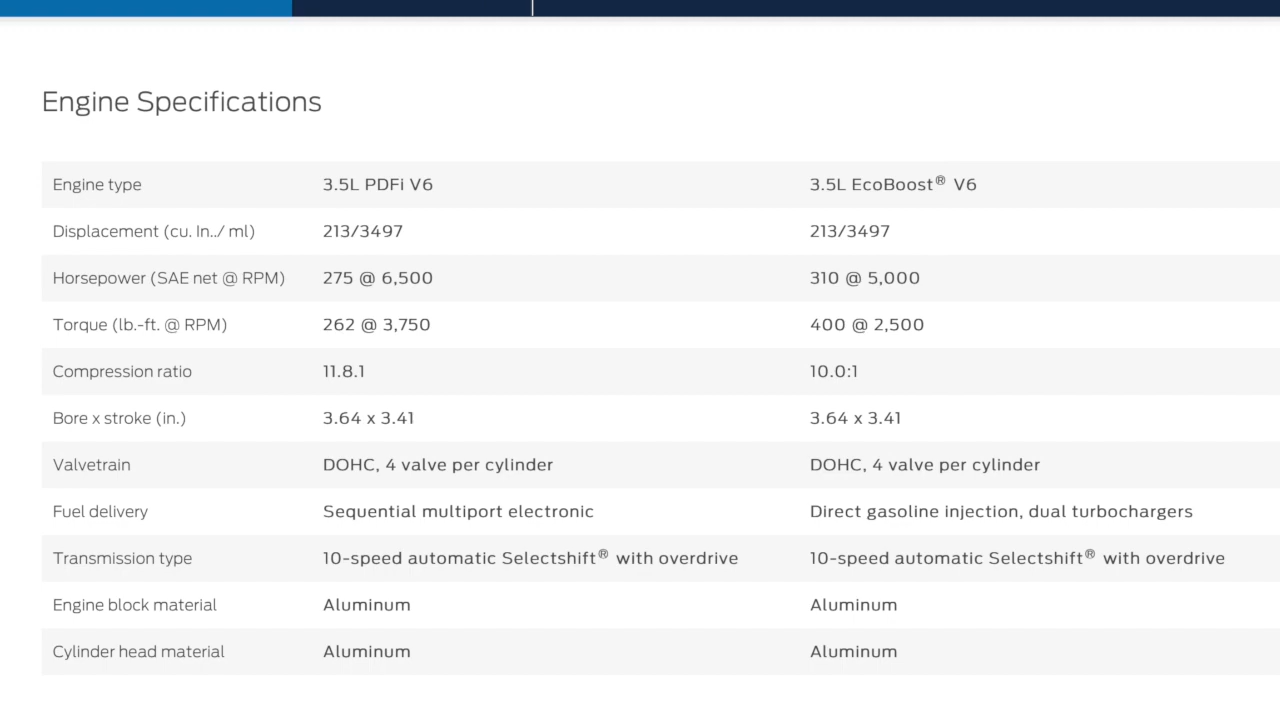 Engine Specifications
Engine type 3.5L PDFi V6 3.5L EcoBoost® V6
Displacement (cu. In../ ml) 213/3497 213/3497
Horsepower (SAE net @ RPM) 275 @ 6,500 310 @ 5,000
Torque (lb.-ft. @ RPM) 262 @ 3,750 400 @ 2,500
Compression ratio 11.8.1 10.0:1
Bore x stroke (in.) 3.64 x 3.41 3.64 x 3.41
Valvetrain DOHC, 4 valve per cylinder DOHC, 4 valve per cylinder
Fuel delivery Sequential multiport electronic Direct gasoline injection, dual turbochargers
Transmission type 10-speed automatic Selectshift® with overdrive 10-speed automatic Selectshift® with overdrive
Engine block material Aluminum Aluminum
Cylinder head material Aluminum Aluminum